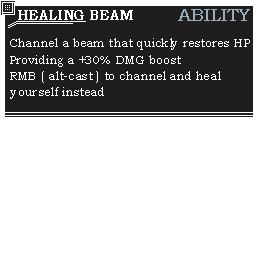 HEALING BEAM ABILITY
Channel a beam that quickly restores HP
Providing a +30% DMG boost
RMB ( alt-cast ) to channel and heal
yourself instead